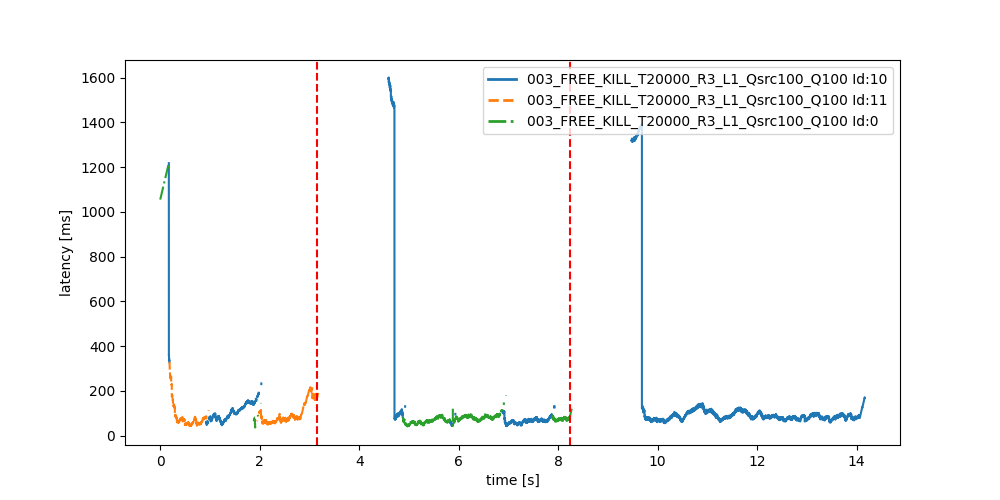 003_FREE_KILL_T20000_R3_L1_Qsrc100_Q100 Id:10
003_FREE_KILL_T20000_R3_L1_Qsrc100_Q100 Id:11
003_FREE_KILL_T20000_R3_L1_Qsrc100_Q100 Id:0
latency [ms]
1600
1400
1200
1000
800
600
400
200
0
0 2 4 6 8 10 12 14
time [s]